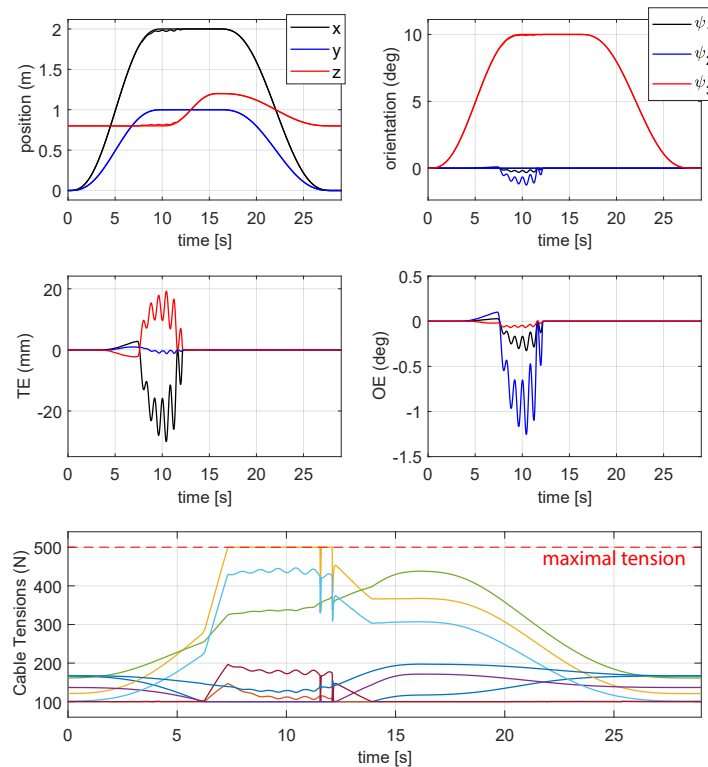 2
1.5
1
0.5
0
position (m)
0 5 10 15 20 25
time [s]
x
y
z
10
5
0
orientation (deg)
0 5 10 15 20 25
time [s]
ψ
ψ
ψ
20
0
-20
TE (mm)
0 5 10 15 20 25
time [s]
0.5
0
-0.5
-1
-1.5
OE (deg)
0 5 10 15 20 25
time [s]
500
400
300
200
100
Cable Tensions (N)
maximal tension
0 5 10 15 20 25
time [s]